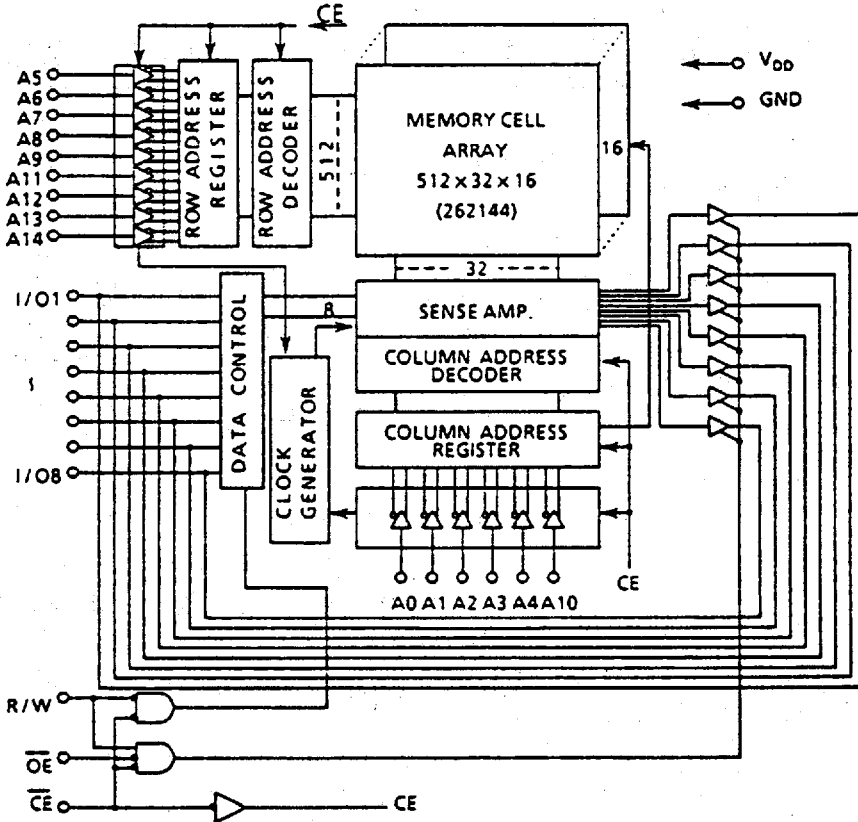 CE
A5
A6
A7
A8
A9
A11
A12
A13
A14
ROW ADDRESS
REGISTER
ROW ADDRESS
DECODER
512
MEMORY CELL
ARRAY
512 x 32 x 16
(262144)
16
VDD
GND
32
I/O1
I/O8
DATA CONTROL
8
CLOCK
GENERATOR
SENSE AMP.
COLUMN ADDRESS
DECODER
COLUMN ADDRESS
REGISTER
A0 A1 A2 A3 A4 A10
CE
R/W
OE
CE
CE